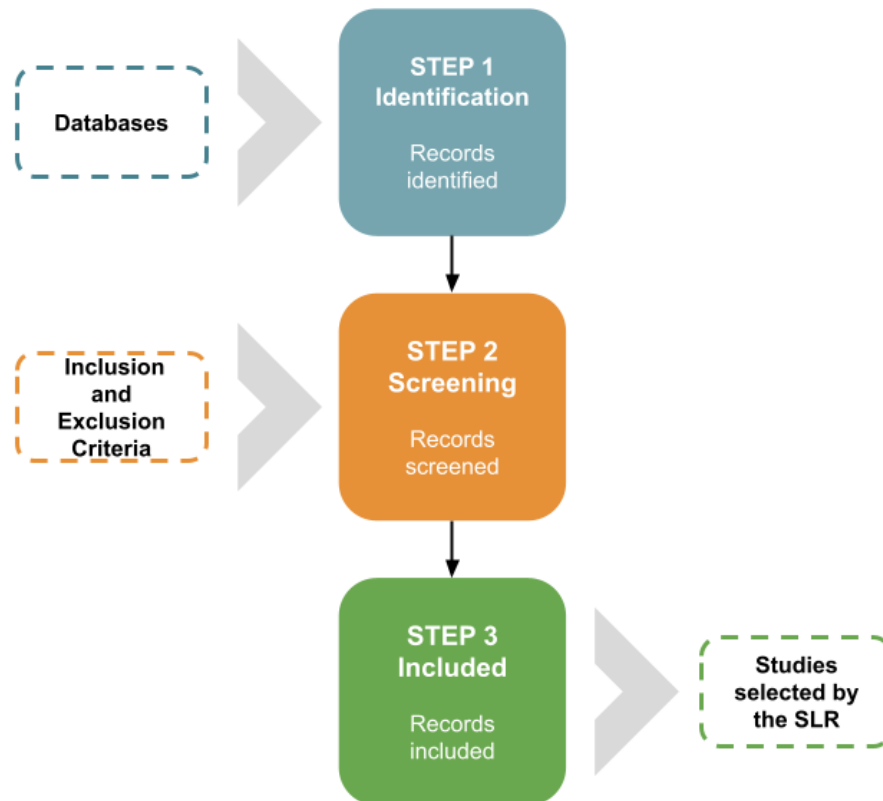 Databases
STEP 1
Identification
Records
identified
Inclusion
and
Exclusion
Criteria
STEP 2
Screening
Records
screened
STEP 3
Included
Records
included
Studies
selected by
the SLR